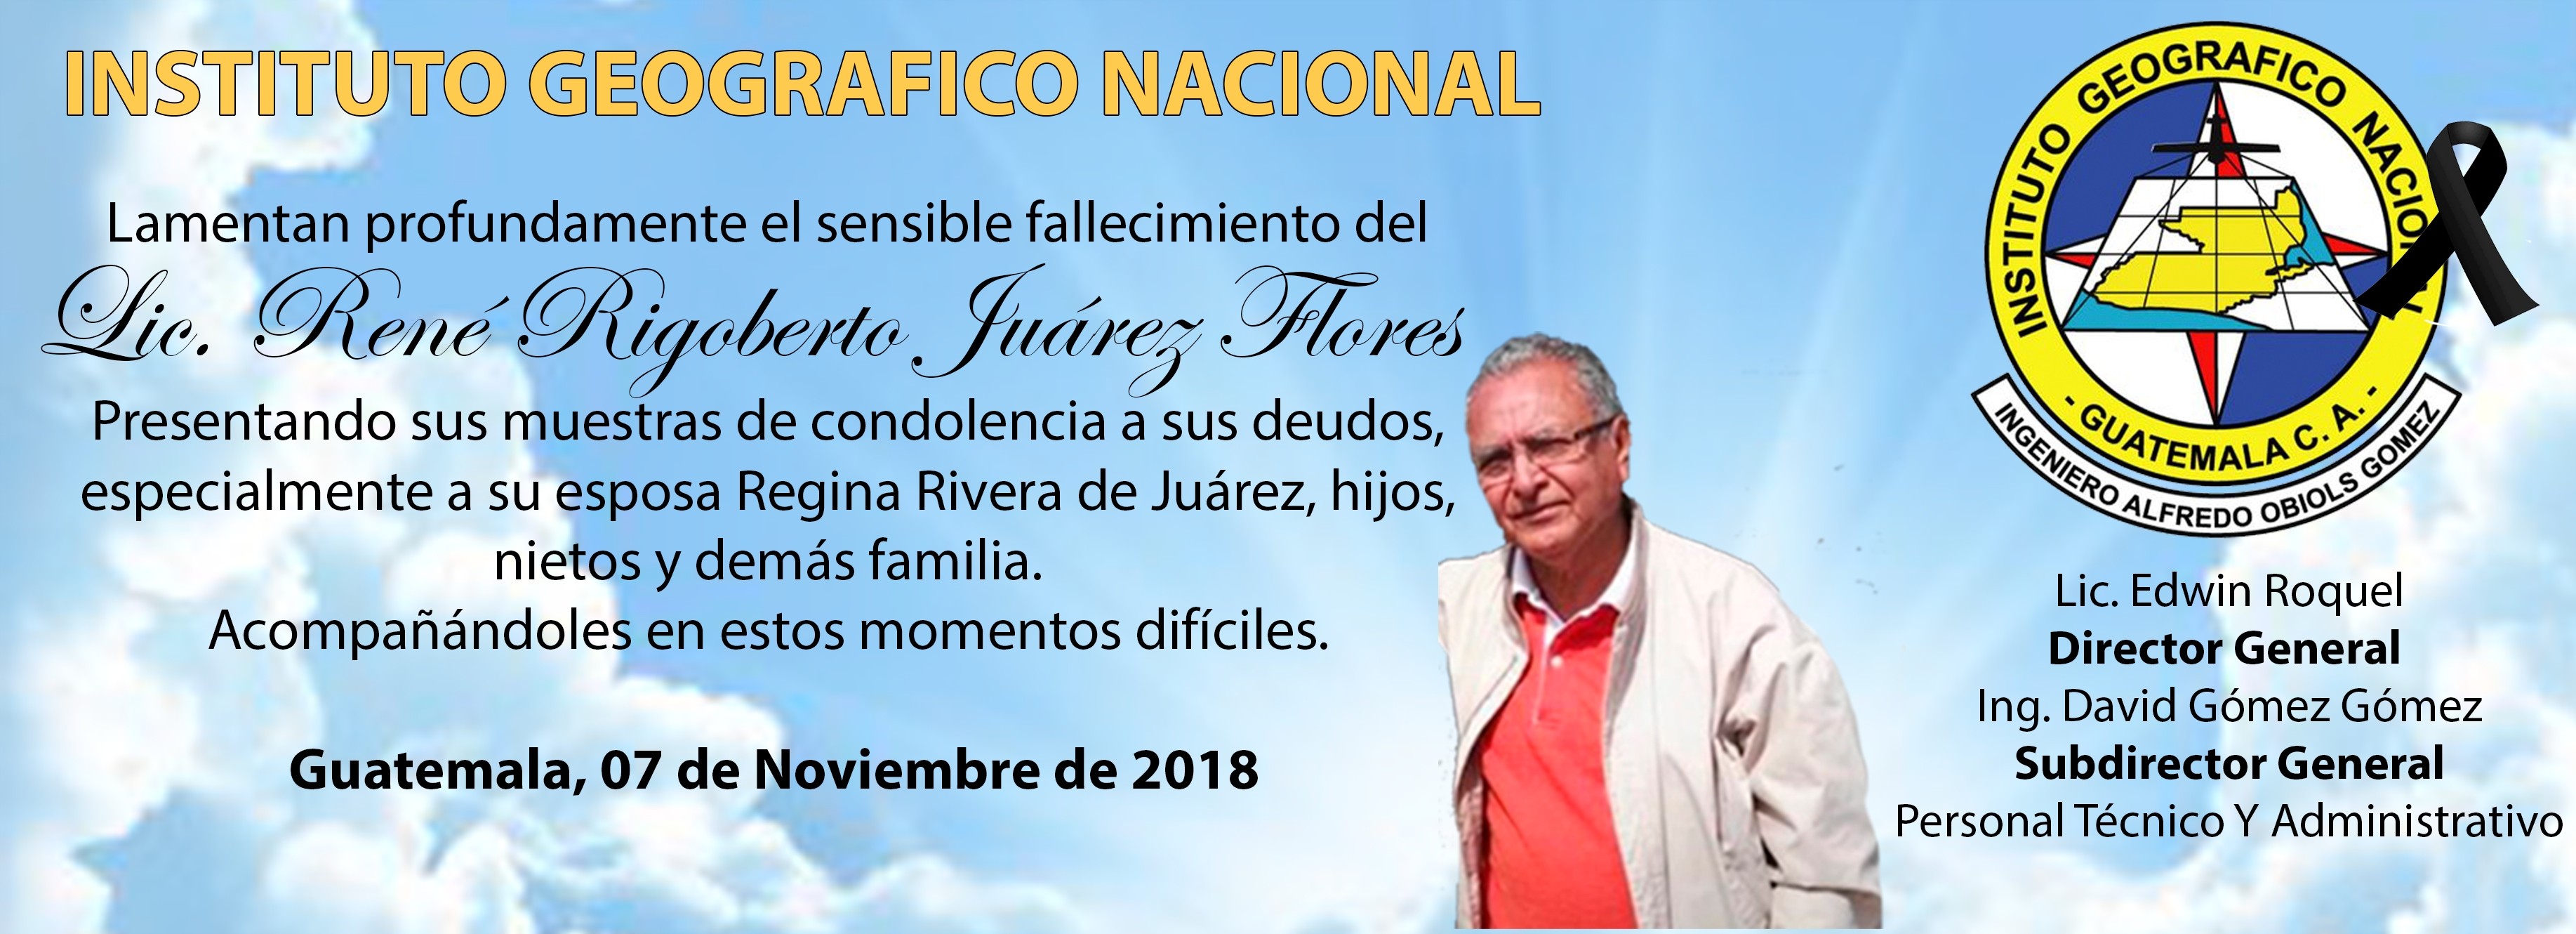 INSTITUTO GEOGRAFICO NACIONAL
Lamentan profundamente el sensible fallecimiento del
Lic. René Rigoberto Juárez Flores
Presentando sus muestras de condolencia a sus deudos,
especialmente a su esposa Regina Rivera de Juárez, hijos,
nietos y demás familia.
Acompañándoles en estos momentos difíciles.
Guatemala, 07 de Noviembre de 2018
INSTITUTO GEOGRAFICO NACIONAL
- GUATEMALA C. A. -
INGENIERO ALFREDO OBIOLS GOMEZ
Lic. Edwin Roquel
Director General
Ing. David Gómez Gómez
Subdirector General
Personal Técnico Y Administrativo